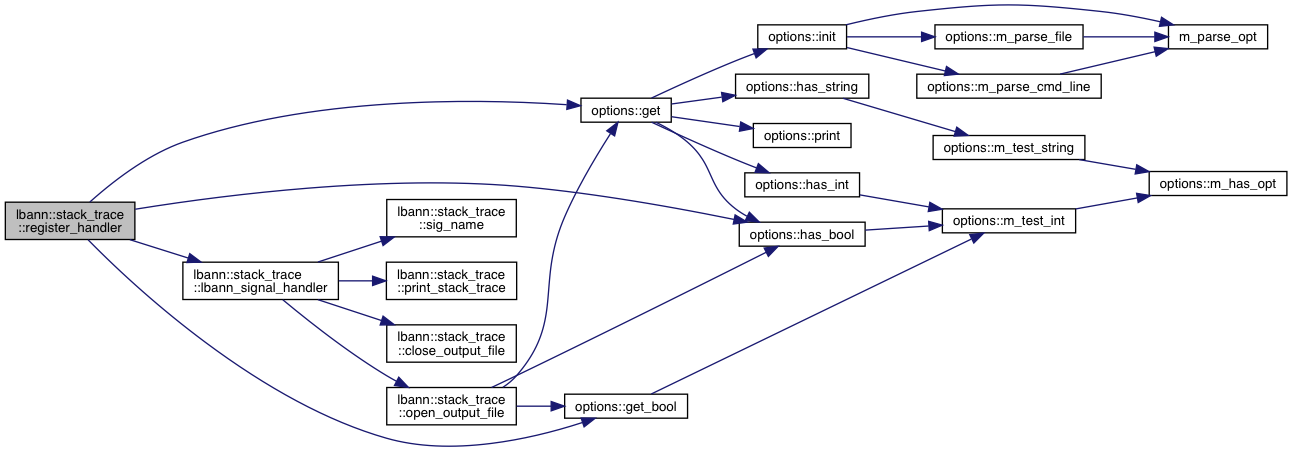 lbann::stack_trace
::register_handler
options::get
options::init
options::m_parse_file
m_parse_opt
options::m_parse_cmd_line
options::has_string
options::print
options::m_test_string
options::has_int
options::m_has_opt
options::has_bool
options::m_test_int
lbann::stack_trace
::lbann_signal_handler
lbann::stack_trace
::sig_name
lbann::stack_trace
::print_stack_trace
lbann::stack_trace
::close_output_file
lbann::stack_trace
::open_output_file
options::get_bool